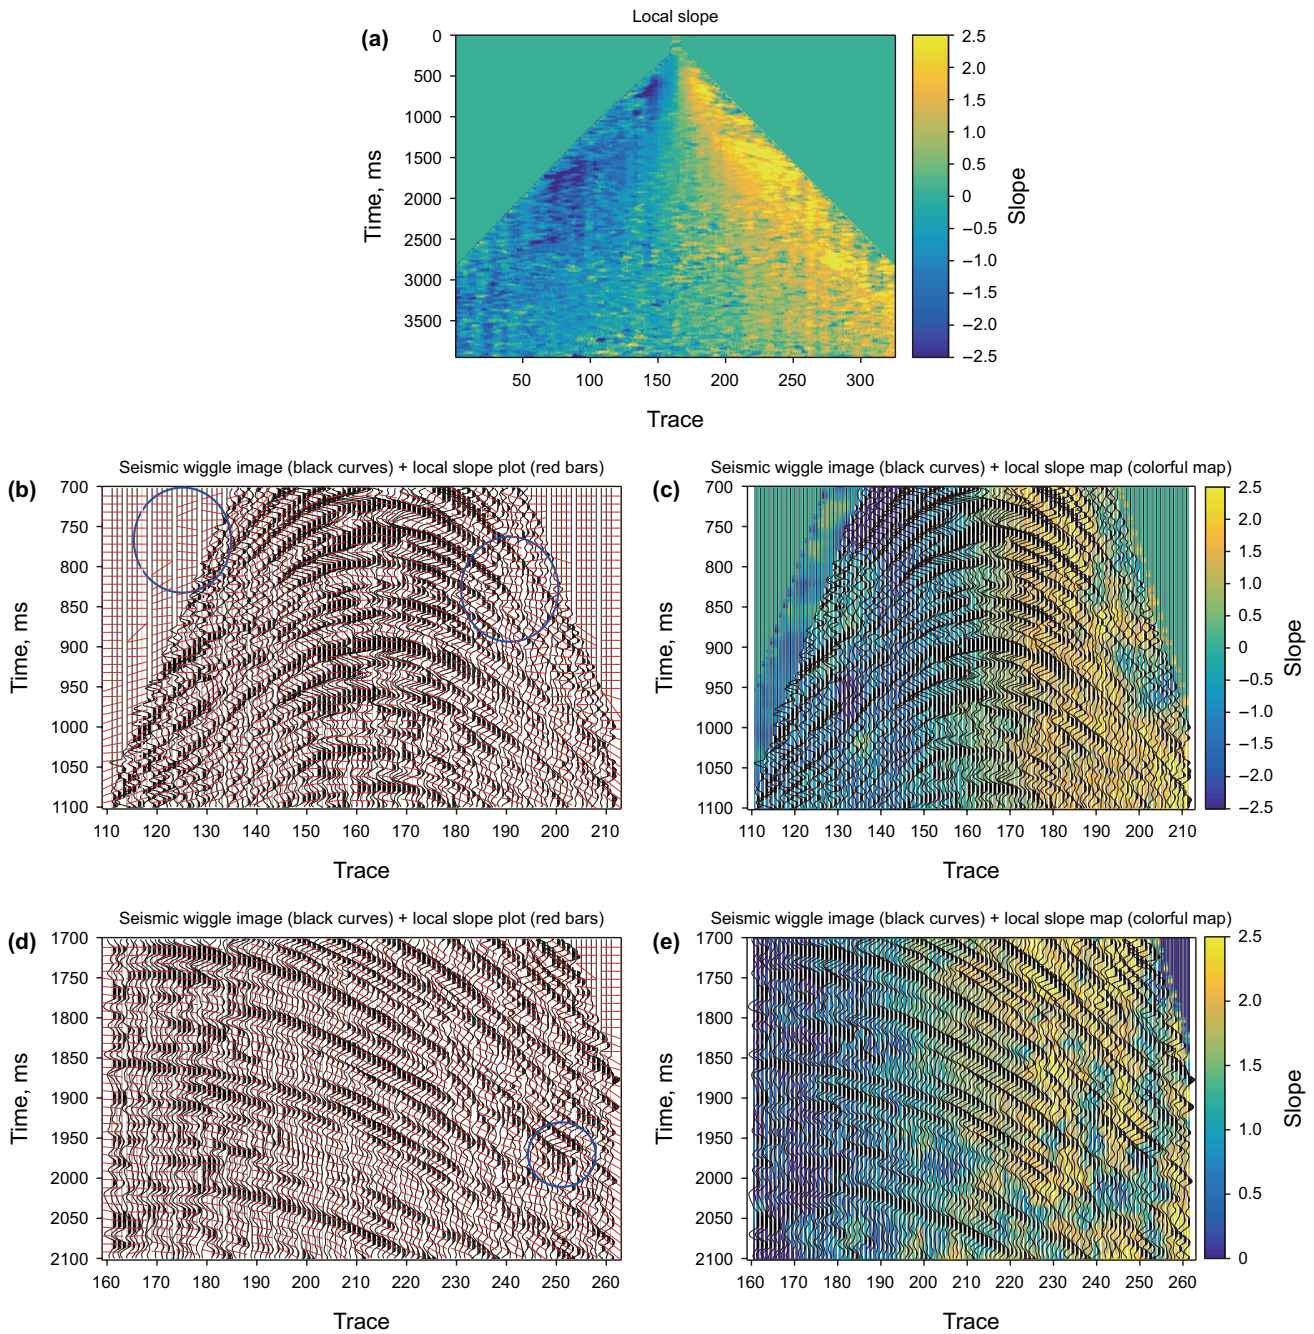 Local slope
(a)
0
500
1000
1500
2000
2500
3000
3500
Time, ms
50 100 150 200 250 300
Trace
2.5
2.0
1.5
1.0
0.5
0
−0.5
−1.0
−1.5
−2.0
−2.5
Slope
Seismic wiggle image (black curves) + local slope plot (red bars)
(b)
700
750
800
850
900
950
1000
1050
1100
Time, ms
110 120 130 140 150 160 170 180 190 200 210
Trace
Seismic wiggle image (black curves) + local slope map (colorful map)
(c)
700
750
800
850
900
950
1000
1050
1100
Time, ms
110 120 130 140 150 160 170 180 190 200 210
Trace
2.5
2.0
1.5
1.0
0.5
0
−0.5
−1.0
−1.5
−2.0
−2.5
Slope
Seismic wiggle image (black curves) + local slope plot (red bars)
(d)
1700
1750
1800
1850
1900
1950
2000
2050
2100
Time, ms
160 170 180 190 200 210 220 230 240 250 260
Trace
Seismic wiggle image (black curves) + local slope map (colorful map)
(e)
1700
1750
1800
1850
1900
1950
2000
2050
2100
Time, ms
160 170 180 190 200 210 220 230 240 250 260
Trace
2.5
2.0
1.5
1.0
0.5
0
Slope